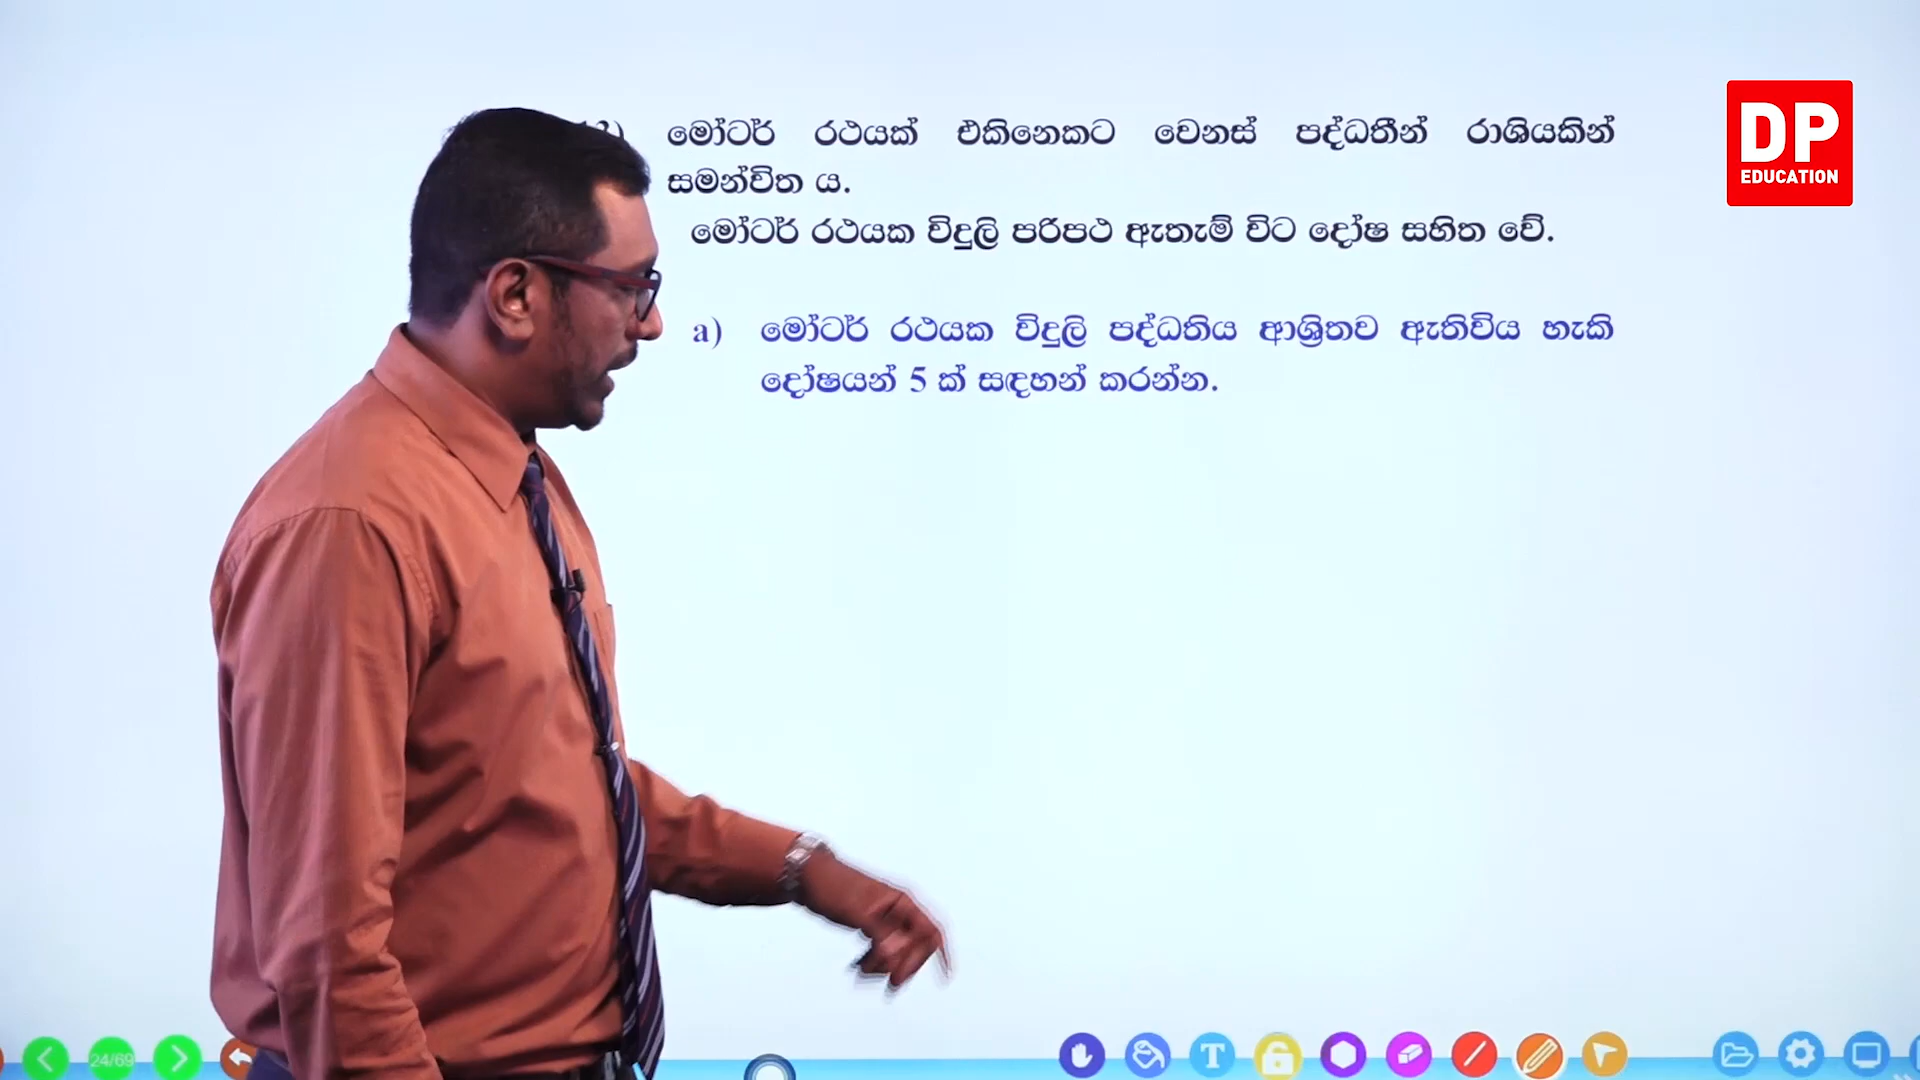 මෝටර් රථයක් එකිනෙකට වෙනස් පද්ධතීන් රාශියකින්
සමන්විත ය.
මෝටර් රථයක විදුලි පරිපථ ඇතැම් විට දෝෂ සහිත වේ.
a) මෝටර් රථයක විදුලි පද්ධතිය ආශ්‍රිතව ඇතිවිය හැකි
දෝෂයන් 5 ක් සඳහන් කරන්න.
DP
EDUCATION
24/69
T